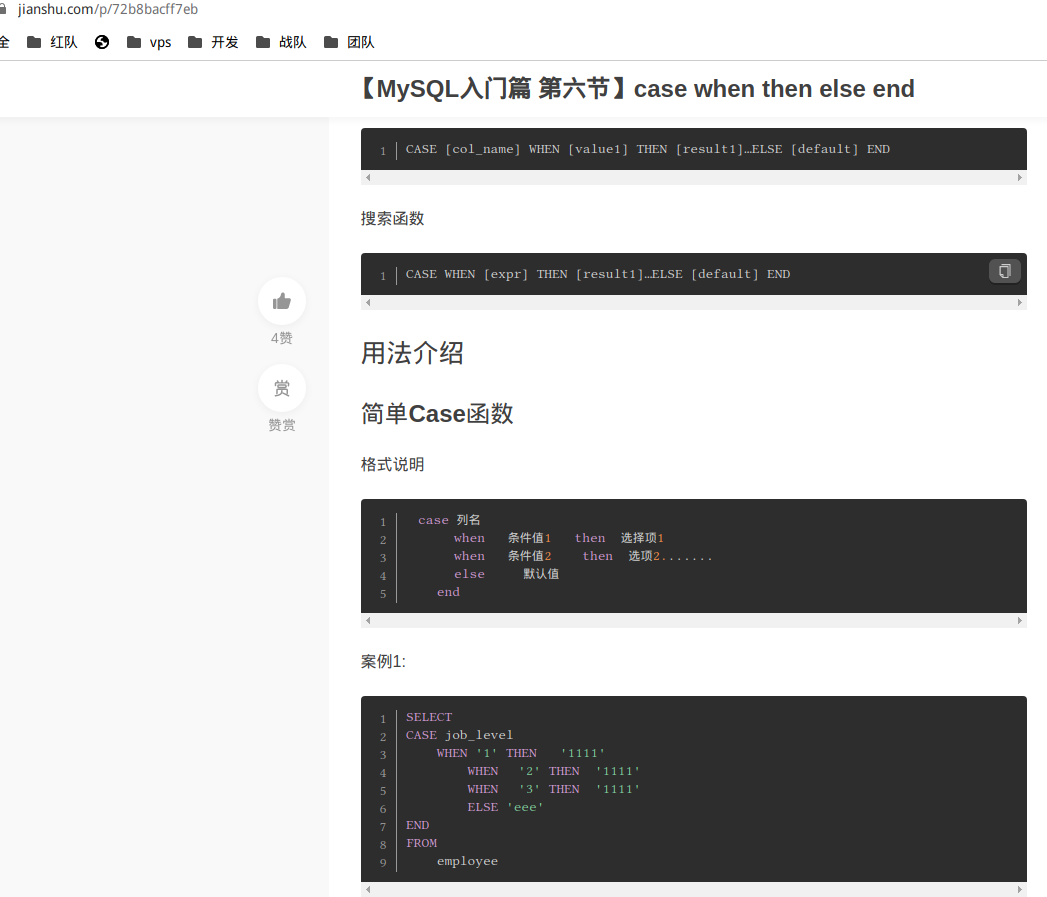 jianshu.com/p/72b8bacff7eb
全 红队 vps 开发 战队 团队
【MySQL入门篇 第六节】case when then else end
1 CASE [col_name] WHEN [value1] THEN [result1]…ELSE [default] END
搜索函数
1 CASE WHEN [expr] THEN [result1]…ELSE [default] END
4赞
赏
赞赏
用法介绍
简单Case函数
格式说明
1 case 列名
2 when 条件值1 then 选择项1
3 when 条件值2 then 选项2.......
4 else 默认值
5 end
案例1:
1 SELECT
2 CASE job_level
3 WHEN '1' THEN '1111'
4 WHEN '2' THEN '1111'
5 WHEN '3' THEN '1111'
6 ELSE 'eee'
7 END
8 FROM
9 employee